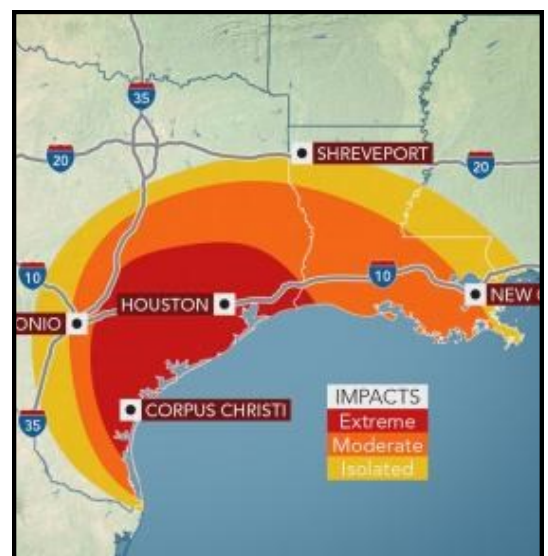 35
20
SHREVEPORT
20
10
10
HOUSTON
NEW
ONIO
CORPUS CHRISTI
35
IMPACTS
Extreme
Moderate
Isolated